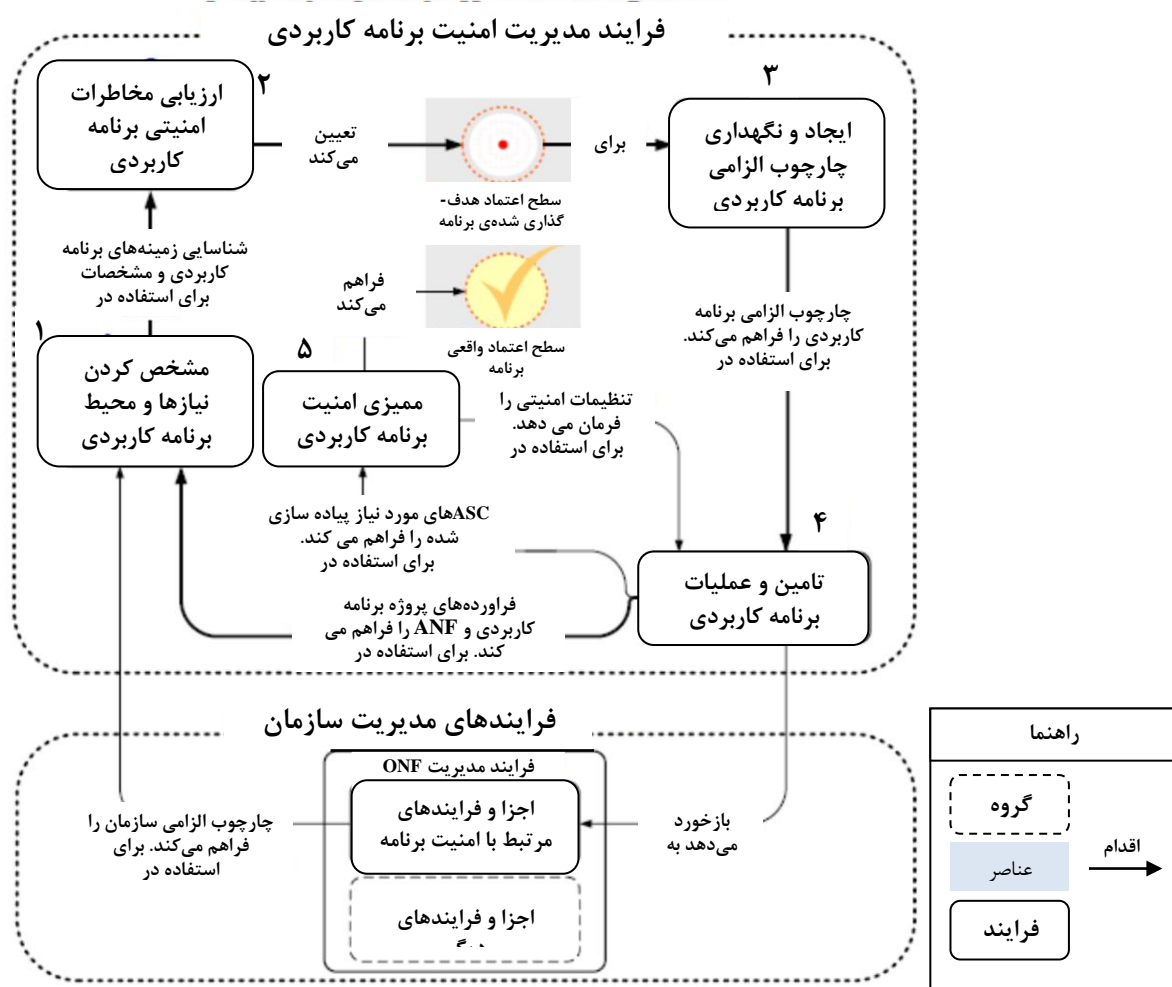 فرایند مدیریت امنیت برنامه کاربردی
۲
ارزیابی مخاطرات
امنیتی برنامه
کاربردی
تعیین
می‌کند
سطح اعتماد هدف-
گذاری شده‌ی برنامه
برای
۳
ایجاد و نگهداری
چارچوب الزامی
برنامه کاربردی
شناسایی زمینه‌های برنامه
کاربردی و مشخصات
برای استفاده در
فراهم
می‌کند
سطح اعتماد واقعی
برنامه
چارچوب الزامی برنامه
کاربردی را فراهم می‌کند.
برای استفاده در
۱
مشخص کردن
نیازها و محیط
برنامه کاربردی
۵
ممیزی امنیت
برنامه کاربردی
تنظیمات امنیتی را
فرمان می دهد.
برای استفاده در
ASCهای مورد نیاز پیاده سازی
شده را فراهم می کند.
برای استفاده در
۴
تامین و عملیات
برنامه کاربردی
فراورده‌های پروژه برنامه
کاربردی و ANF را فراهم می
کند. برای استفاده در
فرایندهای مدیریت سازمان
فرایند مدیریت ONF
اجزا و فرایندهای
مرتبط با امنیت برنامه
اجزا و فرایندهای
بازخورد
می‌دهد به
چارچوب الزامی سازمان را
فراهم می‌کند. برای
استفاده در
راهنما
گروه
عناصر
فرایند
اقدام